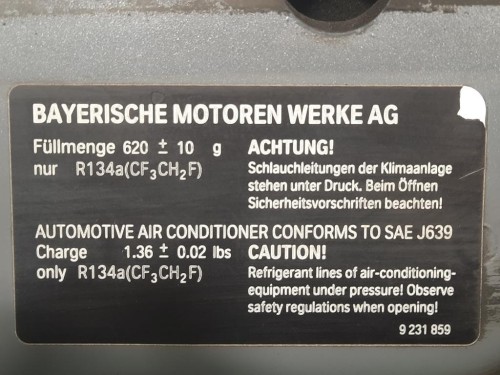 BAYERISCHE MOTOREN WERKE AG
Füllmenge 620 ± 10 g
nur R134a(CF₃CH₂F)
ACHTUNG!
Schlauchleitungen der Klimaanlage
stehen unter Druck. Beim Öffnen
Sicherheitsvorschriften beachten!
AUTOMOTIVE AIR CONDITIONER CONFORMS TO SAE J639
Charge 1.36 ± 0.02 lbs
only R134a(CF₃CH₂F)
CAUTION!
Refrigerant lines of air-conditioning-
equipment under pressure! Observe
safety regulations when opening!
9 231 859